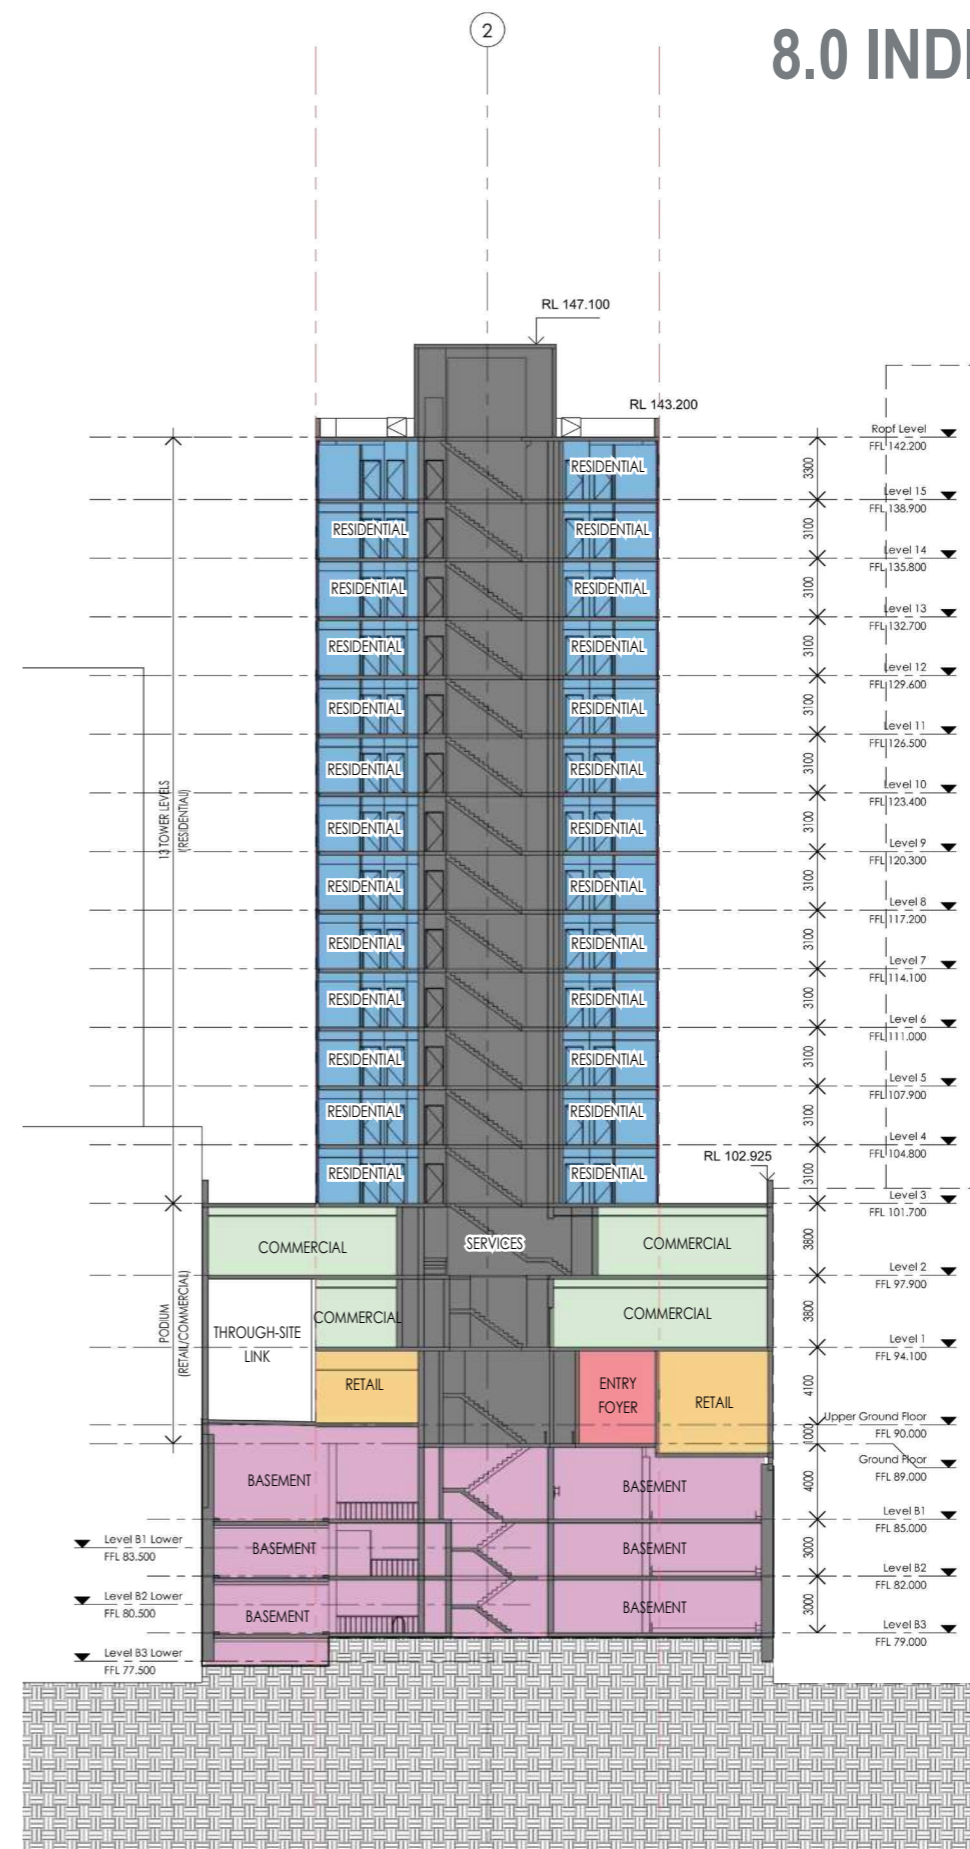 2
8.0 INDI
RL 147.100
RL 143.200
Roof Level
FFL 142.200
3300
RESIDENTIAL
Level 15
FFL 138.900
3100
RESIDENTIAL RESIDENTIAL
Level 14
FFL 135.800
3100
RESIDENTIAL RESIDENTIAL
Level 13
FFL 132.700
3100
RESIDENTIAL RESIDENTIAL
Level 12
FFL 129.600
3100
RESIDENTIAL RESIDENTIAL
Level 11
FFL 126.500
3100
RESIDENTIAL RESIDENTIAL
Level 10
FFL 123.400
3100
13 TOWER LEVELS
(RESIDENTIAL)
RESIDENTIAL RESIDENTIAL
Level 9
FFL 120.300
3100
RESIDENTIAL RESIDENTIAL
Level 8
FFL 117.200
3100
RESIDENTIAL RESIDENTIAL
Level 7
FFL 114.100
3100
RESIDENTIAL RESIDENTIAL
Level 6
FFL 111.000
3100
RESIDENTIAL RESIDENTIAL
Level 5
FFL 107.900
3100
RESIDENTIAL RESIDENTIAL
Level 4
FFL 104.800
3100
RL 102.925
RESIDENTIAL RESIDENTIAL
Level 3
FFL 101.700
3800
COMMERCIAL SERVICES COMMERCIAL
Level 2
FFL 97.900
3800
PODIUM
(RETAIL/COMMERCIAL)
COMMERCIAL COMMERCIAL
THROUGH-SITE
LINK
Level 1
FFL 94.100
4100
RETAIL
ENTRY
FOYER
RETAIL
Upper Ground Floor
FFL 90.000
1000
Ground Floor
FFL 89.000
4000
BASEMENT BASEMENT
Level B1
FFL 85.000
3000
Level B1 Lower
FFL 83.500
BASEMENT BASEMENT
Level B2
FFL 82.000
3000
Level B2 Lower
FFL 80.500
BASEMENT BASEMENT
Level B3
FFL 79.000
Level B3 Lower
FFL 77.500